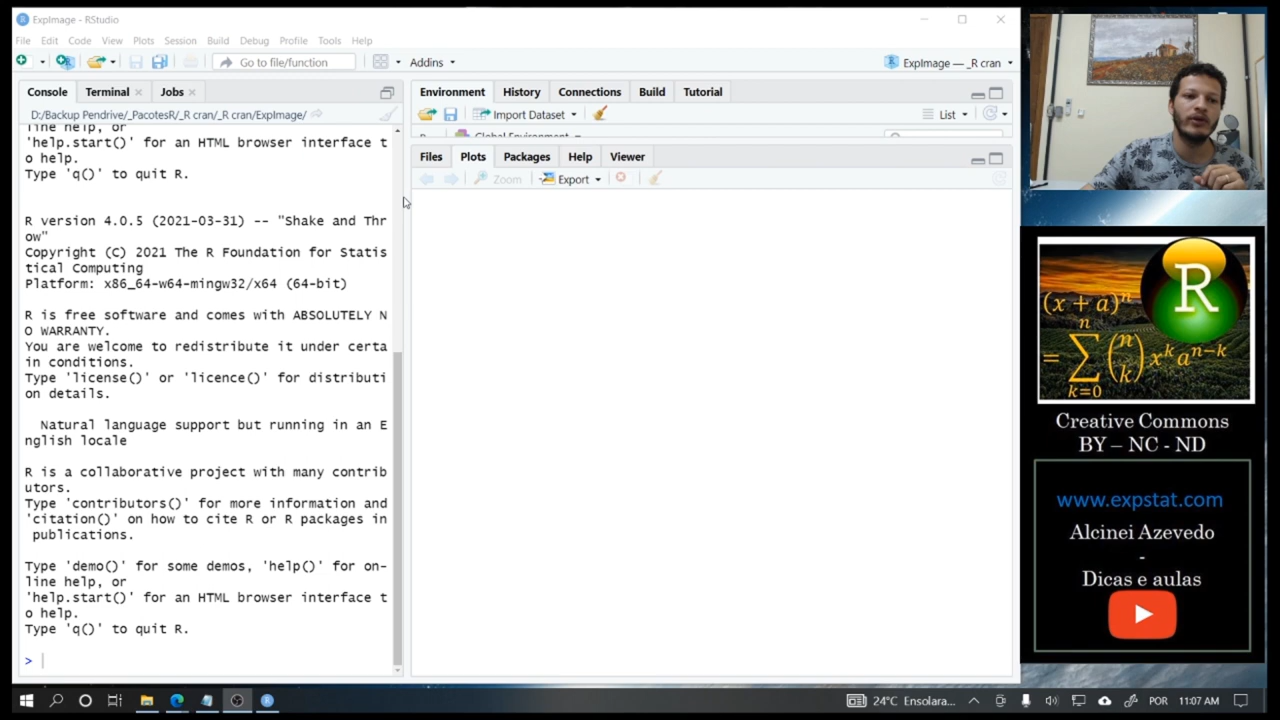 ExpImage - RStudio
File Edit Code View Plots Session Build Debug Profile Tools Help
Go to file/function
Addins
ExpImage — _R cran
Console Terminal Jobs
D:/Backup Pendrive/_PacotesR/_R cran/_R cran/ExpImage/
line help, or
'help.start()' for an HTML browser interface t
o help.
Type 'q()' to quit R.
R version 4.0.5 (2021-03-31) -- "Shake and Thr
ow"
Copyright (C) 2021 The R Foundation for Statis
tical Computing
Platform: x86_64-w64-mingw32/x64 (64-bit)
R is free software and comes with ABSOLUTELY N
O WARRANTY.
You are welcome to redistribute it under certa
in conditions.
Type 'license()' or 'licence()' for distributi
on details.
Natural language support but running in an E
nglish locale
R is a collaborative project with many contrib
utors.
Type 'contributors()' for more information and
'citation()' on how to cite R or R packages in
publications.
Type 'demo()' for some demos, 'help()' for on-
line help, or
'help.start()' for an HTML browser interface t
o help.
Type 'q()' to quit R.
>
Environment History Connections Build Tutorial
Import Dataset
List
R Global Environment
Files Plots Packages Help Viewer
Zoom Export
R
(x + a)ⁿ
= ∑ₖ₌₀ⁿ (n k) xᵏaⁿ⁻ᵏ
Creative Commons
BY – NC - ND
www.expstat.com
Alcinei Azevedo
-
Dicas e aulas
24°C Ensolara... POR 11:07 AM